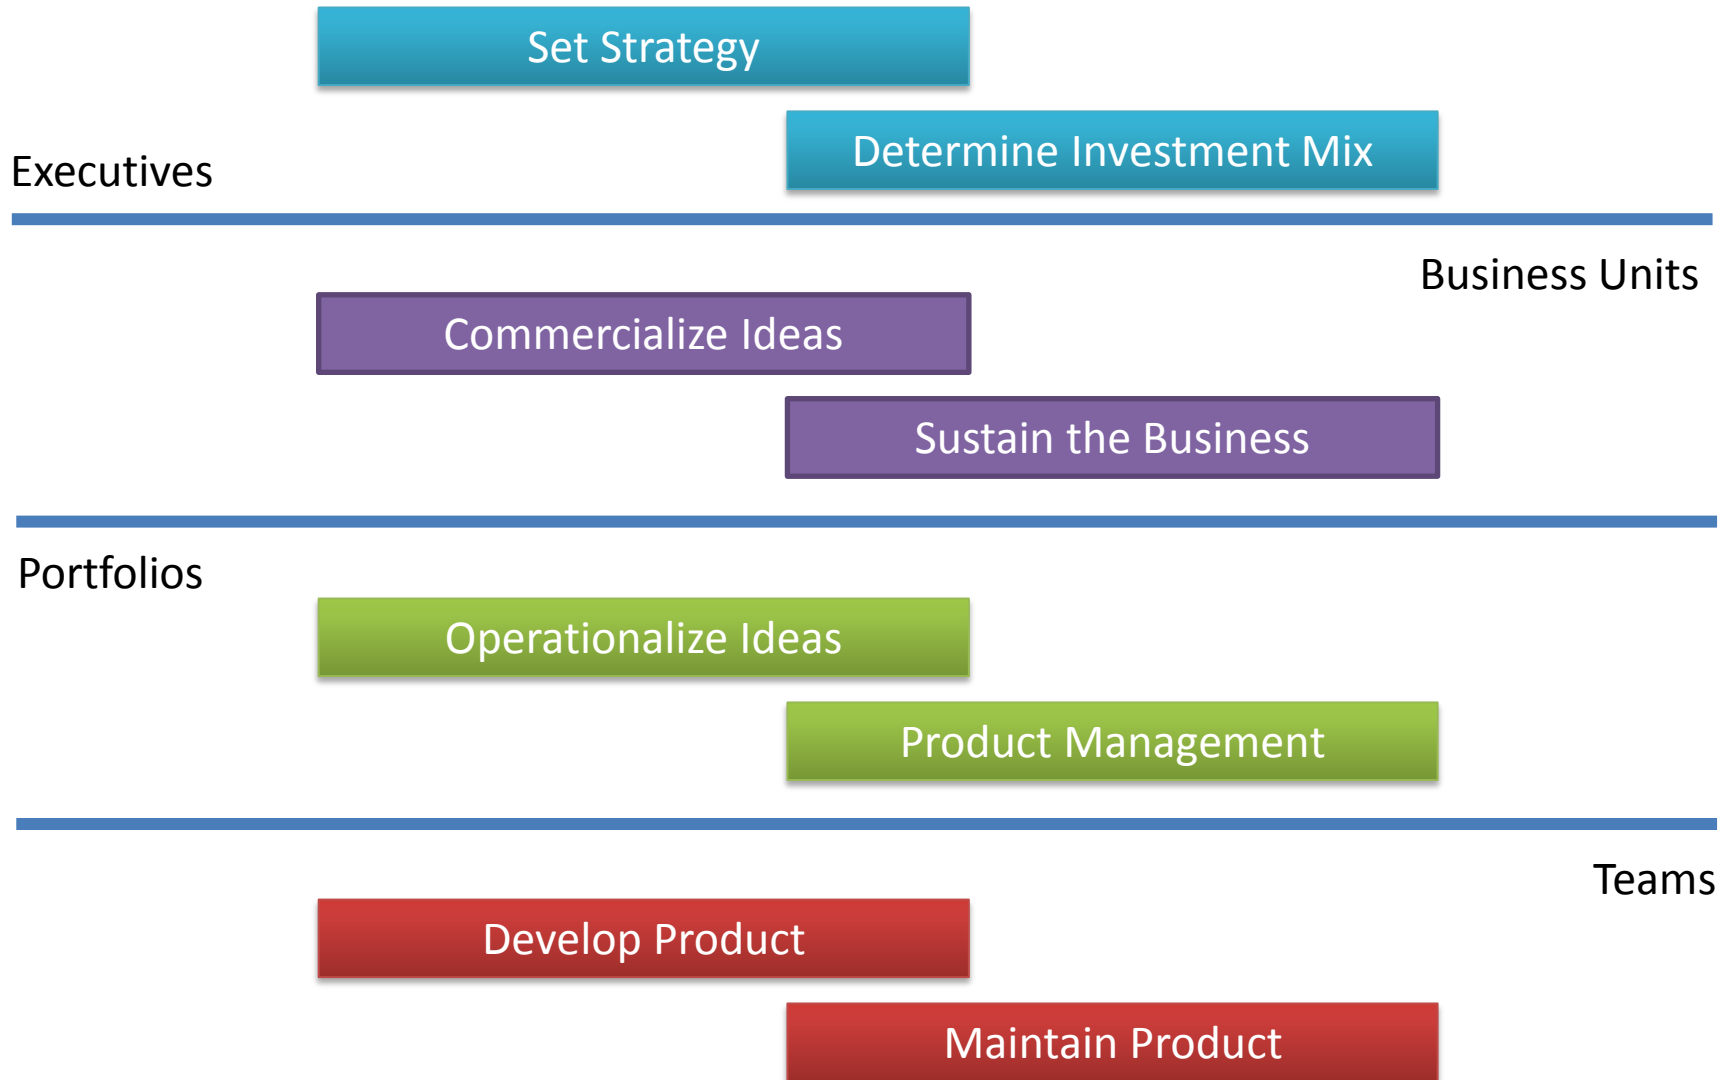 Set Strategy
Determine Investment Mix
Executives
Business Units
Commercialize Ideas
Sustain the Business
Portfolios
Operationalize Ideas
Product Management
Teams
Develop Product
Maintain Product